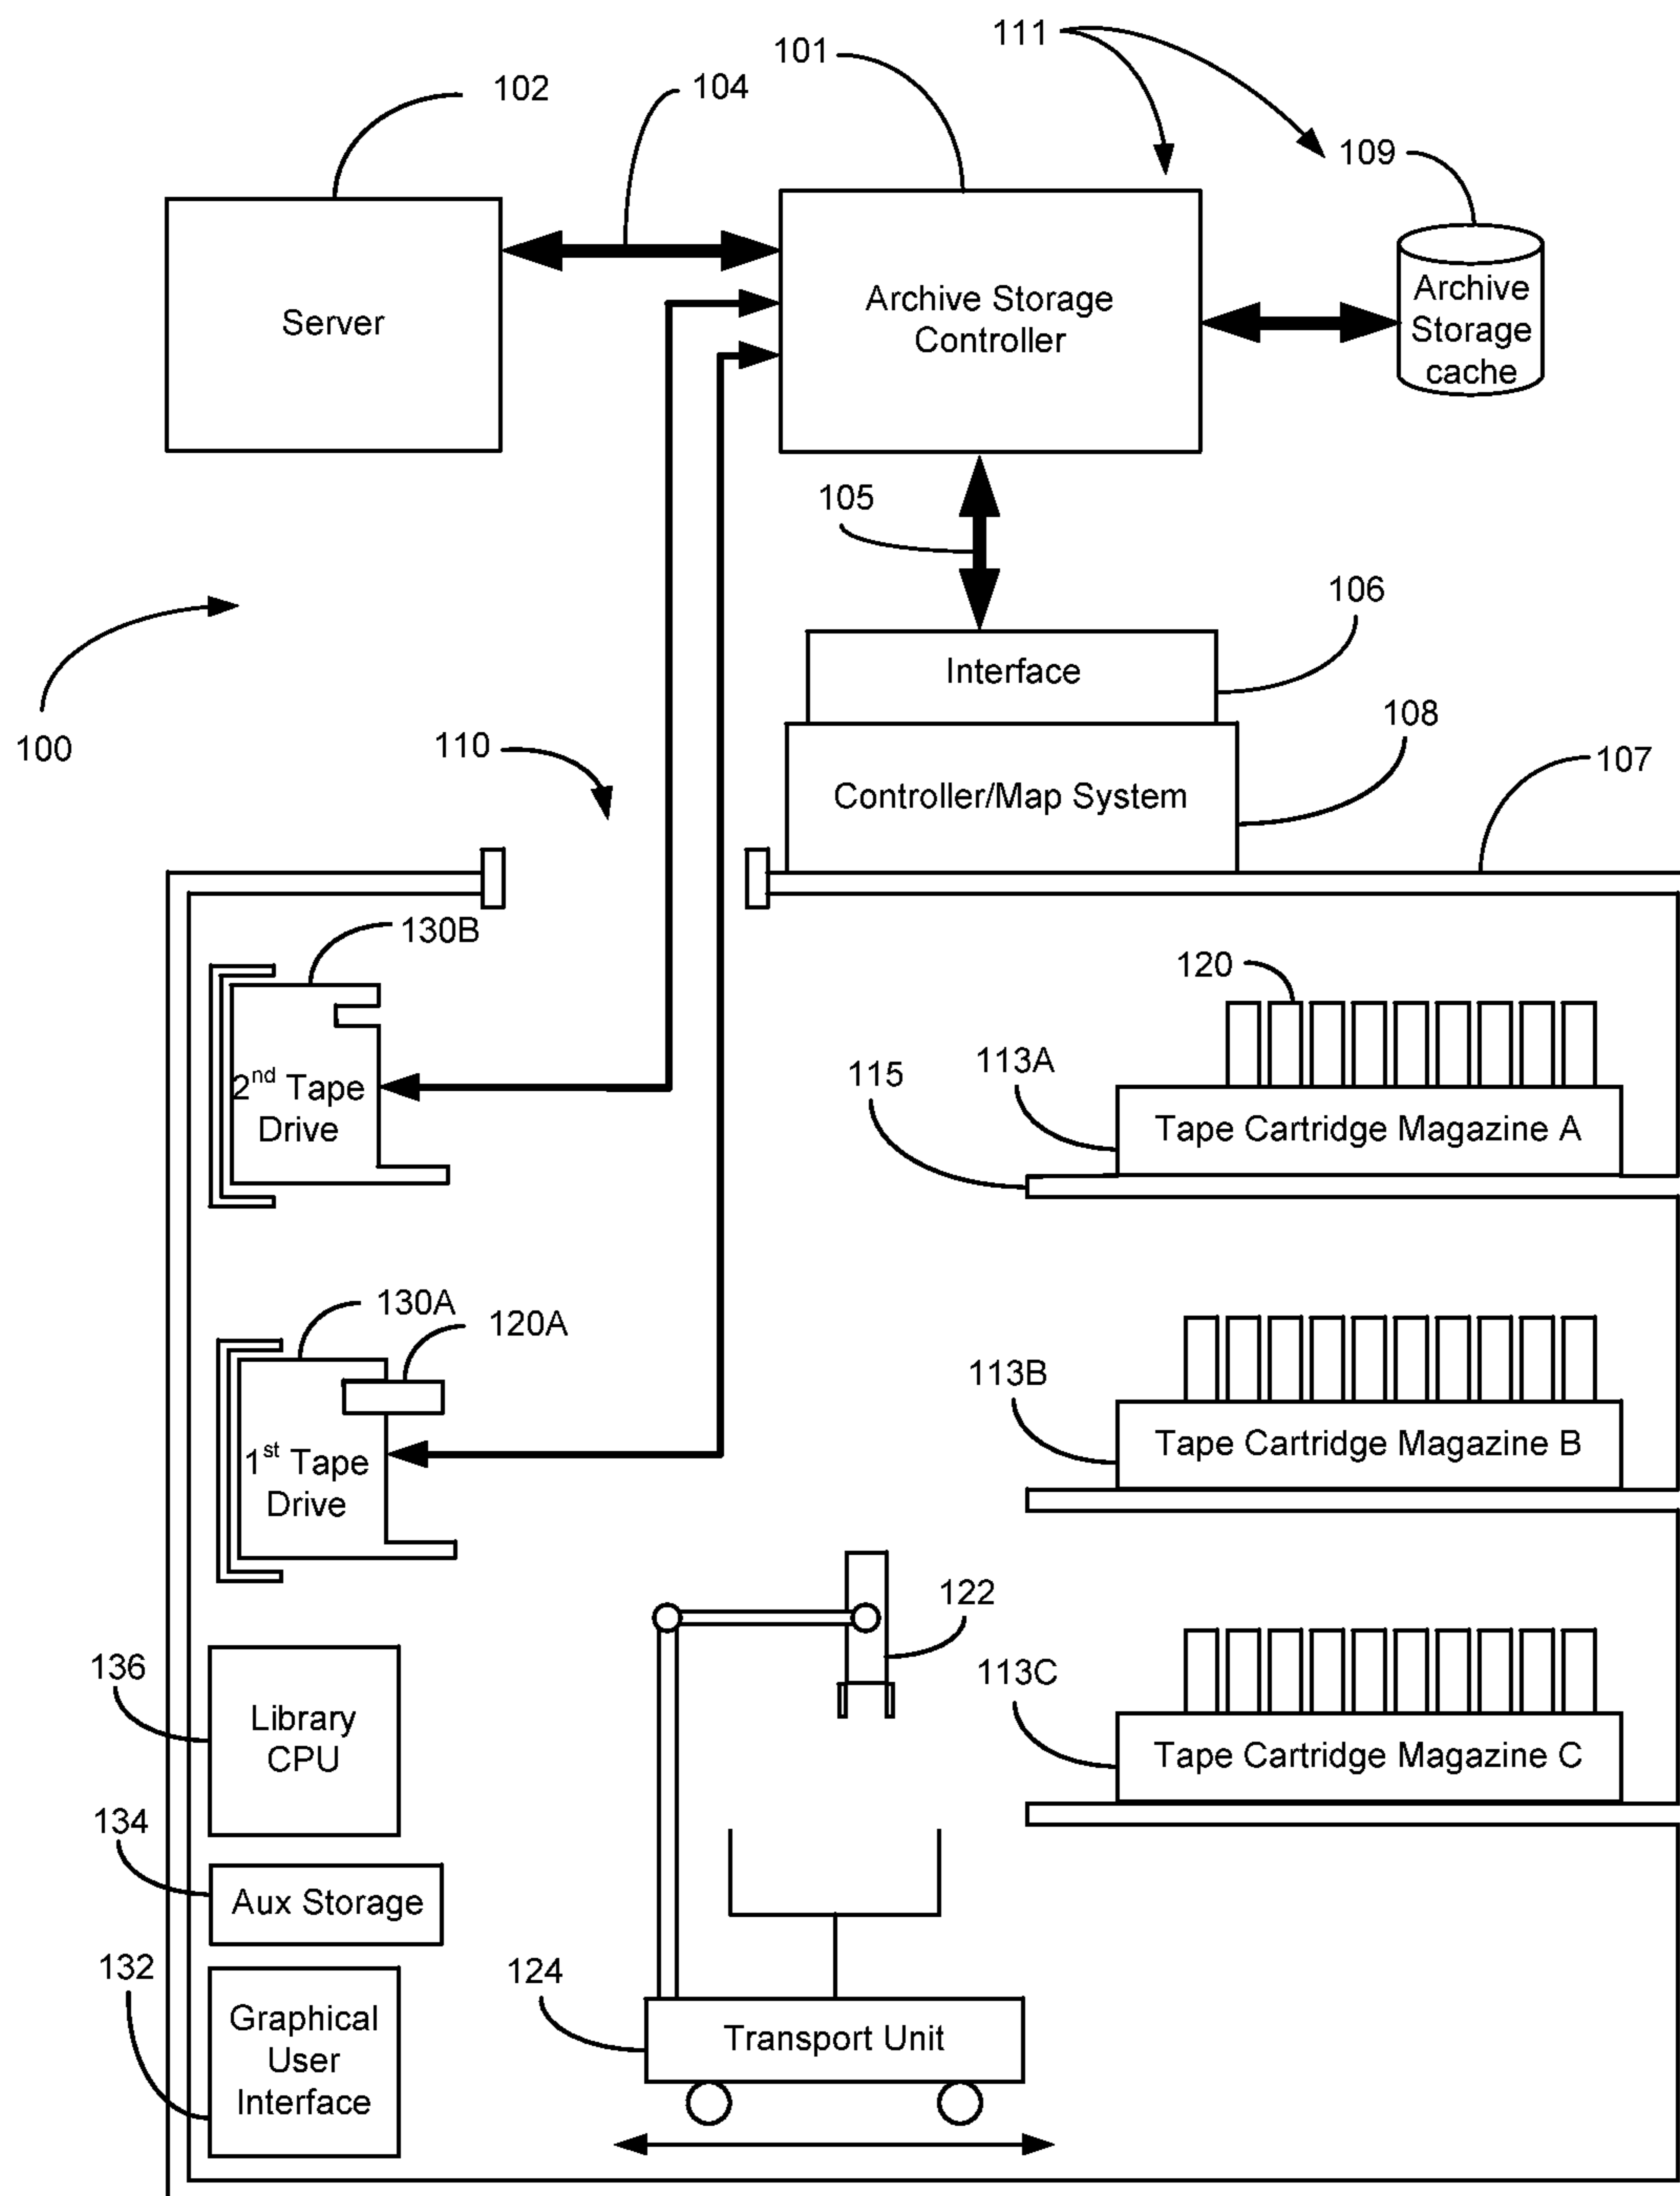 111
101
102
104
109
Server
Archive Storage
Controller
Archive
Storage
cache
105
106
Interface
100
110
108
107
Controller/Map System
130B
120
113A
115
2nd Tape
Drive
Tape Cartridge Magazine A
130A
120A
113B
1st Tape
Drive
Tape Cartridge Magazine B
122
136
113C
Library
CPU
Tape Cartridge Magazine C
134
Aux Storage
132
124
Graphical
User
Interface
Transport Unit